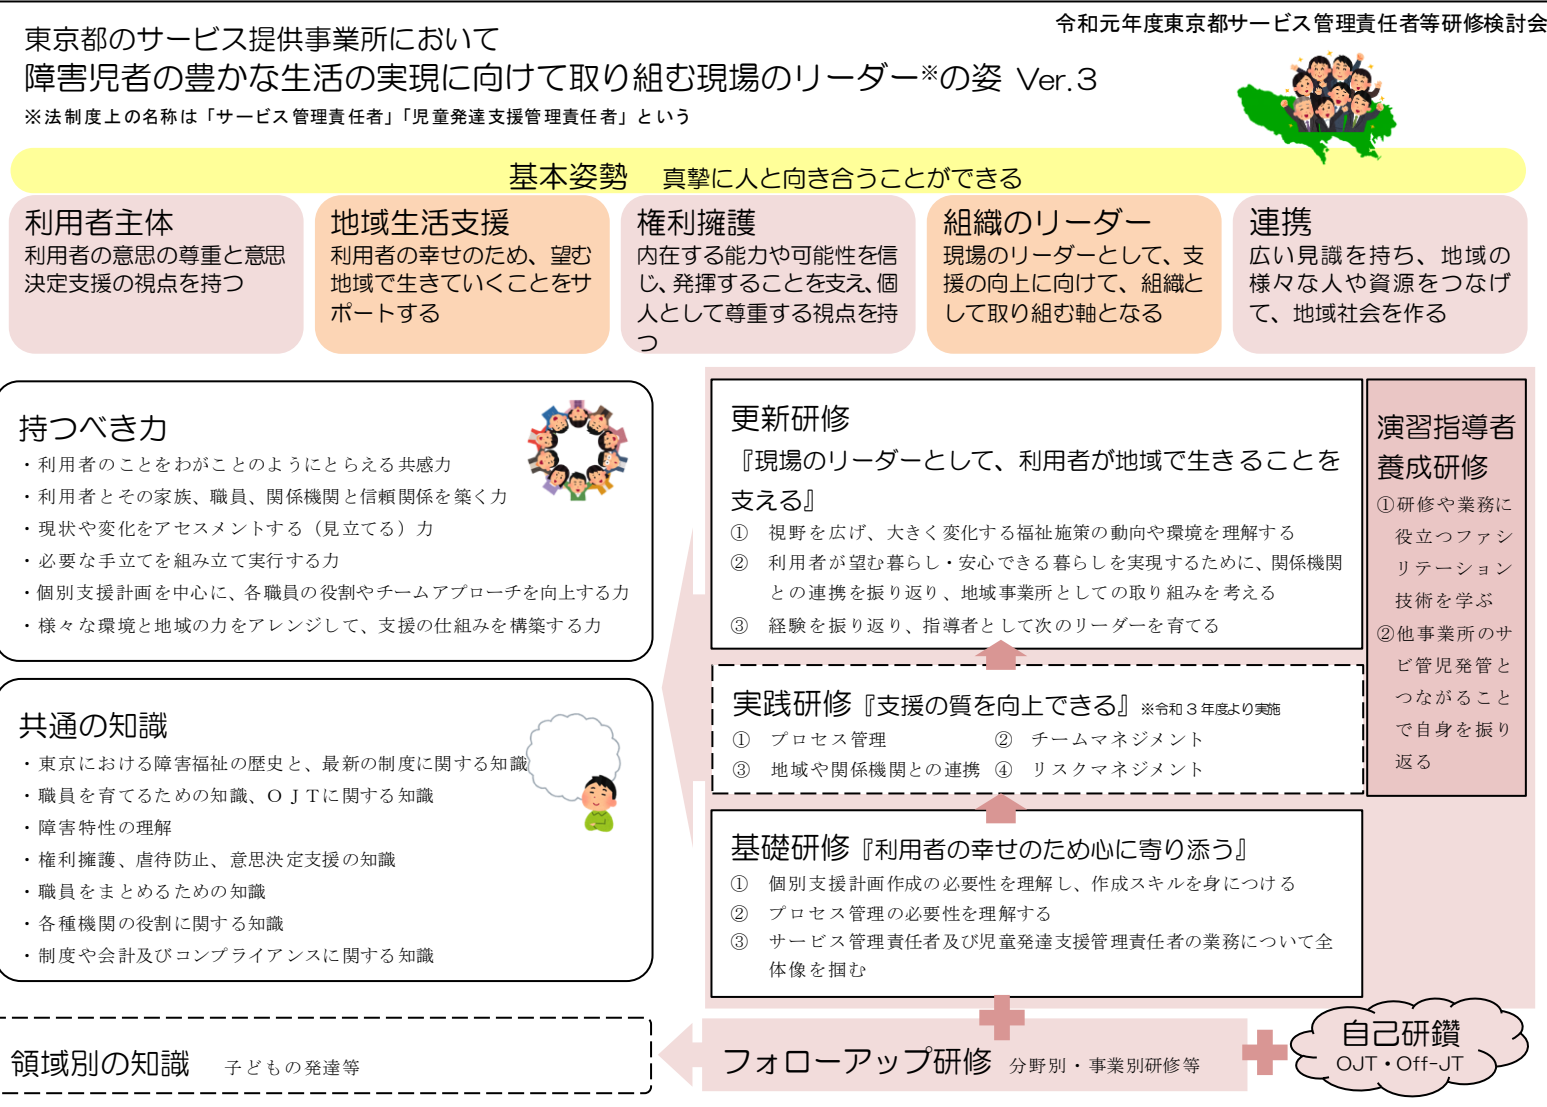 令和元年度東京都サービス管理責任者等研修検討会
東京都のサービス提供事業所において
障害児者の豊かな生活の実現に向けて取り組む現場のリーダー※の姿 Ver.3
※法制度上の名称は「サービス管理責任者」「児童発達支援管理責任者」という
基本姿勢 真摯に人と向き合うことができる
利用者主体
利用者の意思の尊重と意思
決定支援の視点を持つ
地域生活支援
利用者の幸せのため、望む
地域で生きていくことをサ
ポートする
権利擁護
内在する能力や可能性を信
じ、発揮することを支え、個
人として尊重する視点を持
つ
組織のリーダー
現場のリーダーとして、支
援の向上に向けて、組織と
して取り組む軸となる
連携
広い見識を持ち、地域の
様々な人や資源をつなげ
て、地域社会を作る
持つべき力
・利用者のことをわがことのようにとらえる共感力
・利用者とその家族、職員、関係機関と信頼関係を築く力
・現状や変化をアセスメントする（見立てる）力
・必要な手立てを組み立て実行する力
・個別支援計画を中心に、各職員の役割やチームアプローチを向上する力
・様々な環境と地域の力をアレンジして、支援の仕組みを構築する力
共通の知識
・東京における障害福祉の歴史と、最新の制度に関する知識
・職員を育てるための知識、ＯＪＴに関する知識
・障害特性の理解
・権利擁護、虐待防止、意思決定支援の知識
・職員をまとめるための知識
・各種機関の役割に関する知識
・制度や会計及びコンプライアンスに関する知識
領域別の知識 子どもの発達等
更新研修
『現場のリーダーとして、利用者が地域で生きることを
支える』
① 視野を広げ、大きく変化する福祉施策の動向や環境を理解する
② 利用者が望む暮らし・安心できる暮らしを実現するために、関係機関
との連携を振り返り、地域事業所としての取り組みを考える
③ 経験を振り返り、指導者として次のリーダーを育てる
実践研修『支援の質を向上できる』※令和３年度より実施
① プロセス管理 ② チームマネジメント
③ 地域や関係機関との連携 ④ リスクマネジメント
基礎研修『利用者の幸せのため心に寄り添う』
① 個別支援計画作成の必要性を理解し、作成スキルを身につける
② プロセス管理の必要性を理解する
③ サービス管理責任者及び児童発達支援管理責任者の業務について全
体像を掴む
演習指導者
養成研修
①研修や業務に
役立つファシ
リテーション
技術を学ぶ
②他事業所のサ
ビ管児発管と
つながること
で自身を振り
返る
フォローアップ研修 分野別・事業別研修等
自己研鑽
OJT・Off-JT